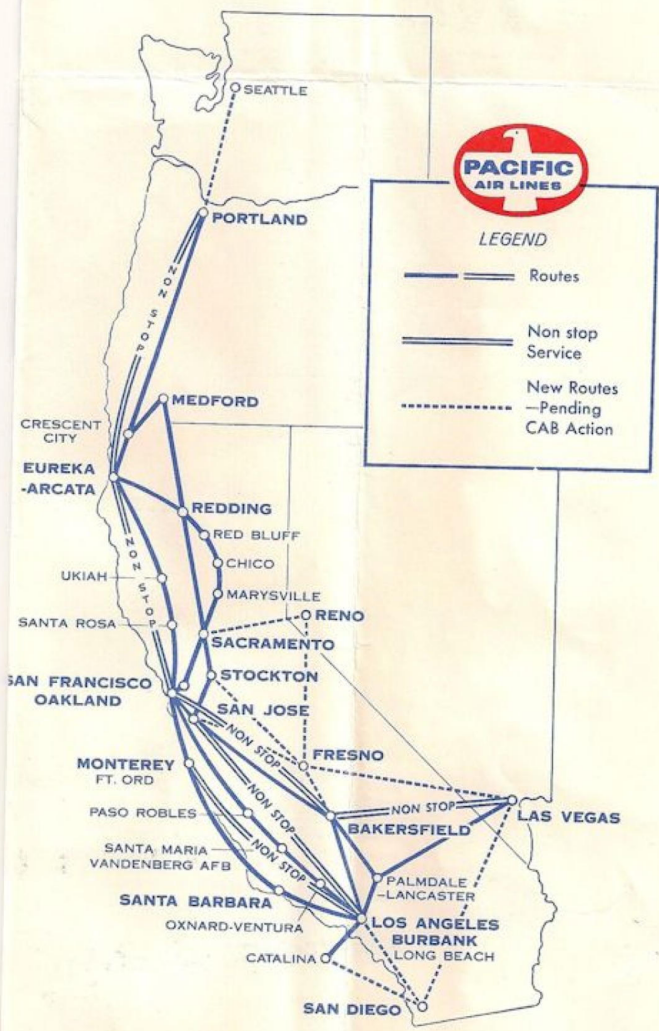 SEATTLE
PACIFIC
AIR LINES
LEGEND
Routes
Non stop
Service
New Routes
—Pending
CAB Action
PORTLAND
NON STOP
MEDFORD
CRESCENT
CITY
EUREKA
-ARCATA
REDDING
RED BLUFF
NON STOP
CHICO
UKIAH
MARYSVILLE
RENO
SANTA ROSA
SACRAMENTO
STOCKTON
SAN FRANCISCO
OAKLAND
SAN JOSE
NON STOP
FRESNO
MONTEREY
FT. ORD
NON STOP
NON STOP
LAS VEGAS
PASO ROBLES
BAKERSFIELD
NON STOP
SANTA MARIA
VANDENBERG AFB
PALMDALE
-LANCASTER
SANTA BARBARA
OXNARD-VENTURA
LOS ANGELES
BURBANK
LONG BEACH
CATALINA
SAN DIEGO